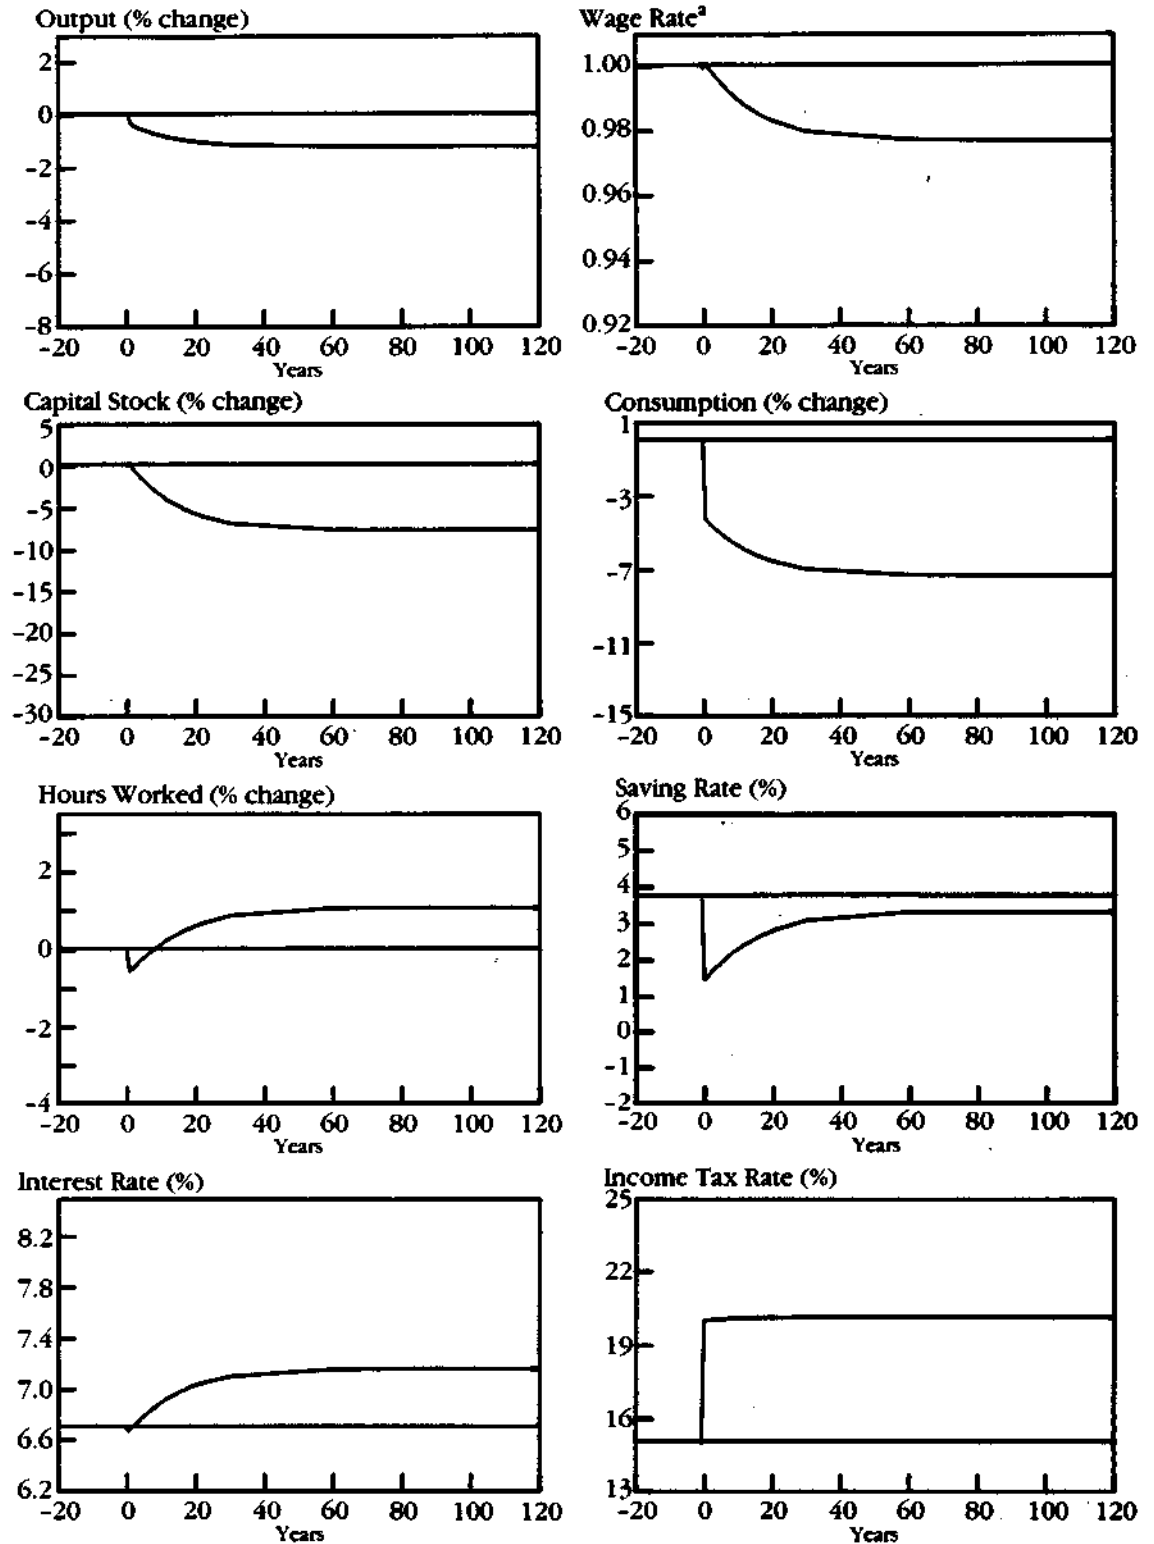 Output (% change)
2
0
-2
-4
-6
-8
-20 0 20 40 60 80 100 120
Years
Wage Rateª
1.00
0.98
0.96
0.94
0.92
-20 0 20 40 60 80 100 120
Years
Capital Stock (% change)
5
0
-5
-10
-15
-20
-25
-30
-20 0 20 40 60 80 100 120
Years
Consumption (% change)
1
-3
-7
-11
-15
-20 0 20 40 60 80 100 120
Years
Hours Worked (% change)
2
0
-2
-4
-20 0 20 40 60 80 100 120
Years
Saving Rate (%)
6
5
4
3
2
1
0
-1
-2
-20 0 20 40 60 80 100 120
Years
Interest Rate (%)
8.2
7.8
7.4
7.0
6.6
6.2
-20 0 20 40 60 80 100 120
Years
Income Tax Rate (%)
25
22
19
16
13
-20 0 20 40 60 80 100 120
Years